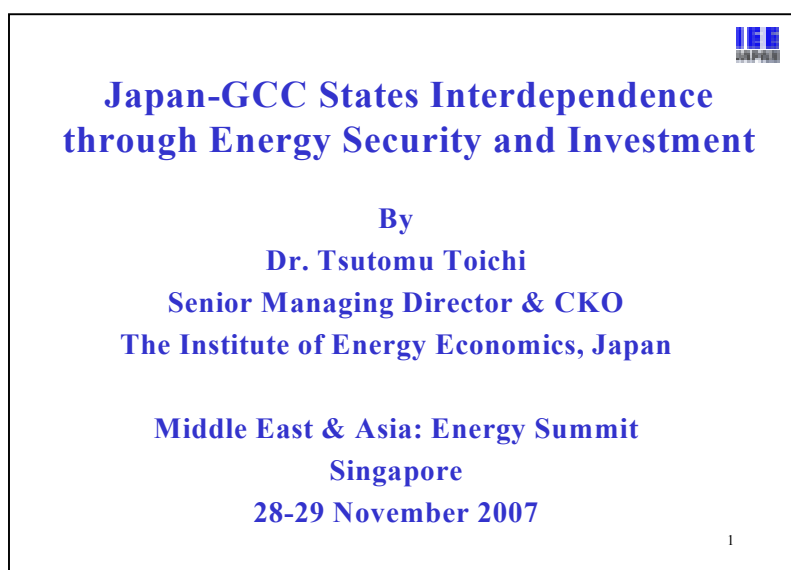 IEE
JAPAN
Japan-GCC States Interdependence
through Energy Security and Investment
By
Dr. Tsutomu Toichi
Senior Managing Director & CKO
The Institute of Energy Economics, Japan
Middle East & Asia: Energy Summit
Singapore
28-29 November 2007
1